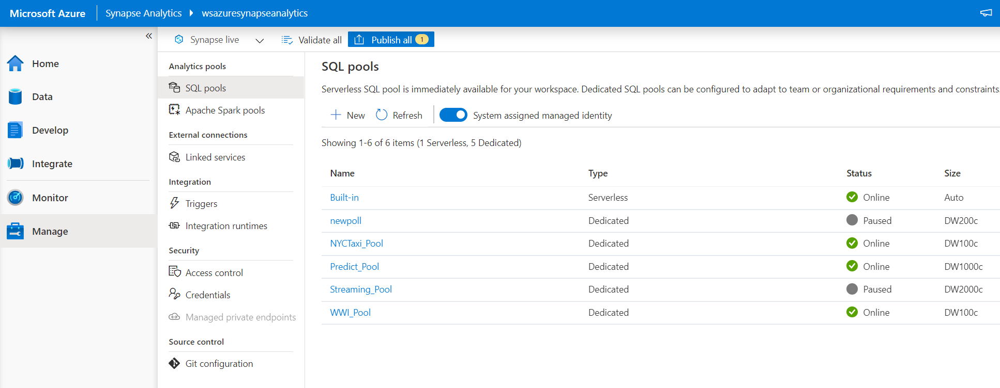 Microsoft Azure
Synapse Analytics
wsazuresynapseanalytics
«
Synapse live
Validate all
Publish all 1
Home
Data
Develop
Integrate
Monitor
Manage
Analytics pools
SQL pools
Apache Spark pools
External connections
Linked services
Integration
Triggers
Integration runtimes
Security
Access control
Credentials
Managed private endpoints
Source control
Git configuration
SQL pools
Serverless SQL pool is immediately available for your workspace. Dedicated SQL pools can be configured to adapt to team or organizational requirements and constraints.
New Refresh System assigned managed identity
Showing 1-6 of 6 items (1 Serverless, 5 Dedicated)
Name Type Status Size
Built-in Serverless Online Auto
newpoll Dedicated Paused DW200c
NYCTaxi_Pool Dedicated Online DW100c
Predict_Pool Dedicated Online DW1000c
Streaming_Pool Dedicated Paused DW2000c
WWI_Pool Dedicated Online DW100c